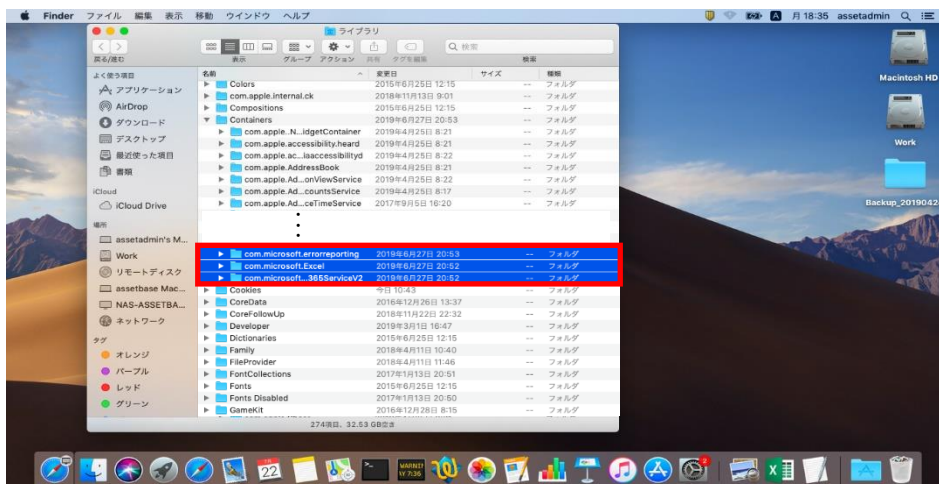 Finder ファイル 編集 表示 移動 ウインドウ ヘルプ
月 18:35 assetadmin
ライブラリ
検索
戻る/進む 表示 グループ アクション 共有 タグを編集 検索
よく使う項目
アプリケーション
AirDrop
ダウンロード
デスクトップ
最近使った項目
書類
iCloud
iCloud Drive
場所
assetadmin's M...
Work
リモートディスク
assetbase Mac...
NAS-ASSETBA...
ネットワーク
タグ
オレンジ
パープル
レッド
グリーン
名前 変更日 サイズ 種類
Colors 2015年6月25日 12:15 -- フォルダ
com.apple.internal.ck 2018年11月13日 9:01 -- フォルダ
Compositions 2015年6月25日 12:15 -- フォルダ
Containers 2019年6月27日 20:53 -- フォルダ
com.apple..N...idgetContainer 2019年4月25日 8:21 -- フォルダ
com.apple.accessibility.heard 2019年4月25日 8:21 -- フォルダ
com.apple.ac...iaaccessibilityd 2019年4月25日 8:22 -- フォルダ
com.apple.AddressBook 2019年4月25日 8:21 -- フォルダ
com.apple.Ad...onViewService 2019年4月25日 8:22 -- フォルダ
com.apple.Ad...countsService 2019年4月25日 8:17 -- フォルダ
com.apple.Ad...ceTimeService 2017年9月5日 16:20 -- フォルダ
com.microsoft.errorreporting 2019年6月27日 20:53 -- フォルダ
com.microsoft.Excel 2019年6月27日 20:52 -- フォルダ
com.microsoft...365ServiceV2 2019年6月27日 20:52 -- フォルダ
Cookies 今日 10:43 -- フォルダ
CoreData 2016年12月26日 13:37 -- フォルダ
CoreFollowUp 2018年11月22日 22:32 -- フォルダ
Developer 2019年3月1日 16:47 -- フォルダ
Dictionaries 2015年6月25日 12:15 -- フォルダ
Family 2018年4月11日 10:40 -- フォルダ
FileProvider 2018年4月11日 11:46 -- フォルダ
FontCollections 2017年1月13日 20:51 -- フォルダ
Fonts 2015年6月25日 12:15 -- フォルダ
Fonts Disabled 2017年1月13日 20:50 -- フォルダ
GameKit 2016年12月28日 8:15 -- フォルダ
274項目、32.53 GB空き
Macintosh HD
Work
Backup_2019042
22